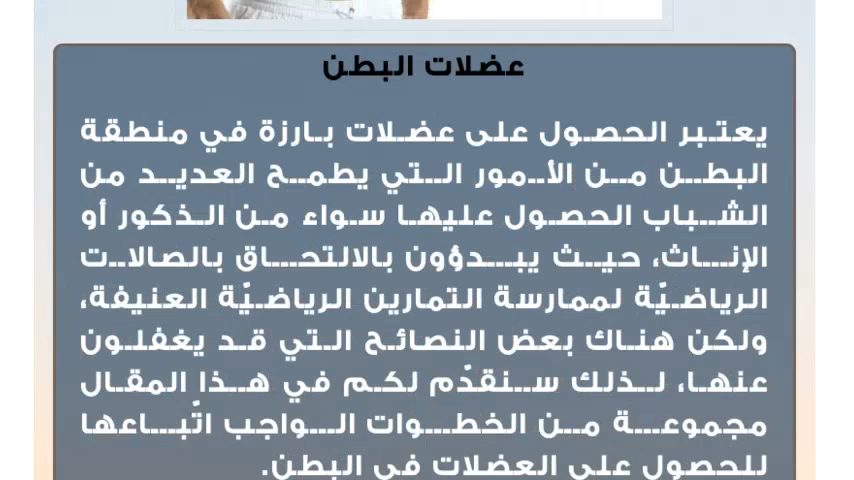 عضلات البطن
يعتبر الحصول على عضلات بارزة في منطقة
البطن من الأمور التي يطمح العديد من
الشباب الحصول عليها سواء من الذكور أو
الإناث، حيث يبدؤون بالالتحاق بالصالات
الرياضيّة لممارسة التمارين الرياضيّة العنيفة،
ولكن هناك بعض النصائح التي قد يغفلون
عنها، لذلك سنقدّم لكم في هذا المقال
مجموعة من الخطوات الواجب اتّباعها
للحصول على العضلات في البطن.